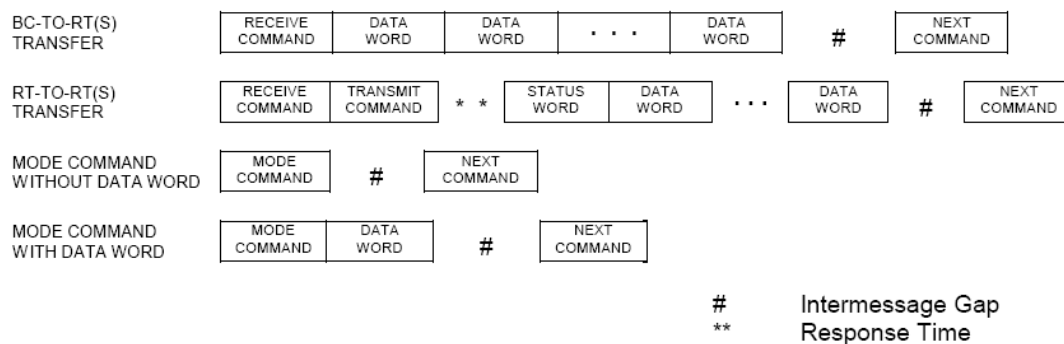 BC-TO-RT(S)
TRANSFER
RECEIVE
COMMAND
DATA
WORD
DATA
WORD
. . .
DATA
WORD
#
NEXT
COMMAND
RT-TO-RT(S)
TRANSFER
RECEIVE
COMMAND
TRANSMIT
COMMAND
* *
STATUS
WORD
DATA
WORD
. . .
DATA
WORD
#
NEXT
COMMAND
MODE COMMAND
WITHOUT DATA WORD
MODE
COMMAND
#
NEXT
COMMAND
MODE COMMAND
WITH DATA WORD
MODE
COMMAND
DATA
WORD
#
NEXT
COMMAND
# Intermessage Gap
** Response Time